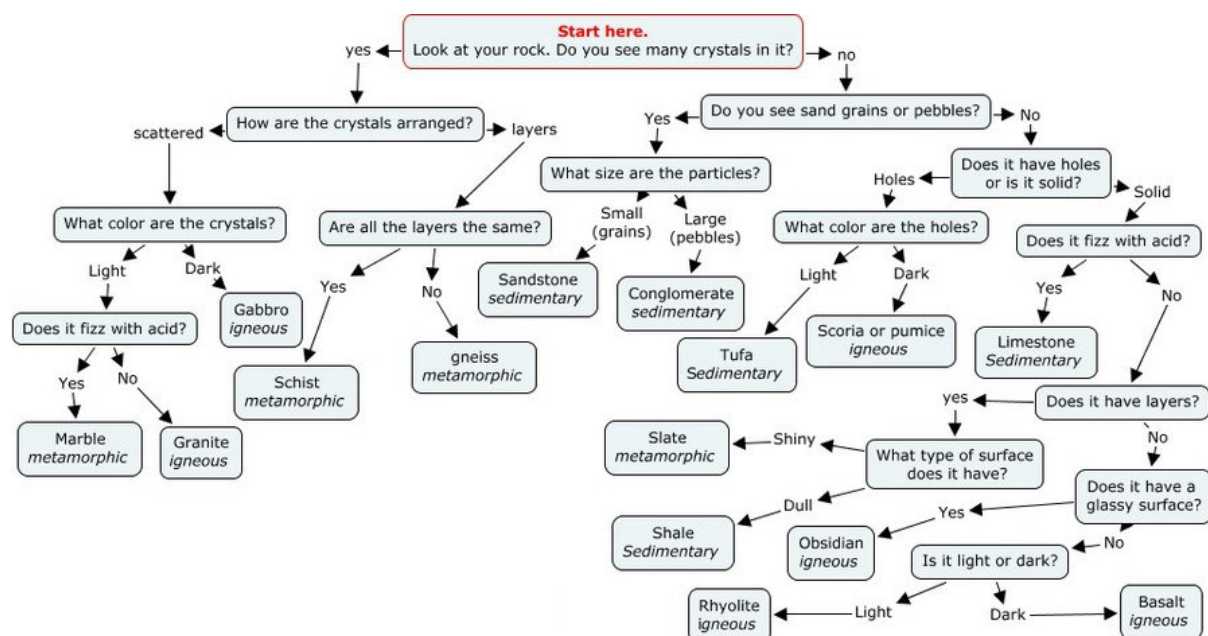 Start here.
Look at your rock. Do you see many crystals in it?
yes
no
How are the crystals arranged?
Do you see sand grains or pebbles?
scattered
layers
Yes
No
What size are the particles?
Does it have holes
or is it solid?
Holes
Solid
What color are the crystals?
Are all the layers the same?
Small
(grains)
Large
(pebbles)
What color are the holes?
Does it fizz with acid?
Light
Dark
Yes
No
Sandstone
sedimentary
Conglomerate
sedimentary
Light
Dark
Yes
No
Gabbro
igneous
Does it fizz with acid?
gneiss
metamorphic
Tufa
Sedimentary
Scoria or pumice
igneous
Limestone
Sedimentary
Yes
No
Schist
metamorphic
yes
Does it have layers?
Marble
metamorphic
Granite
igneous
Slate
metamorphic
Shiny
What type of surface
does it have?
No
Dull
Does it have a
glassy surface?
Shale
Sedimentary
Obsidian
igneous
Yes
No
Is it light or dark?
Rhyolite
igneous
Light
Dark
Basalt
igneous